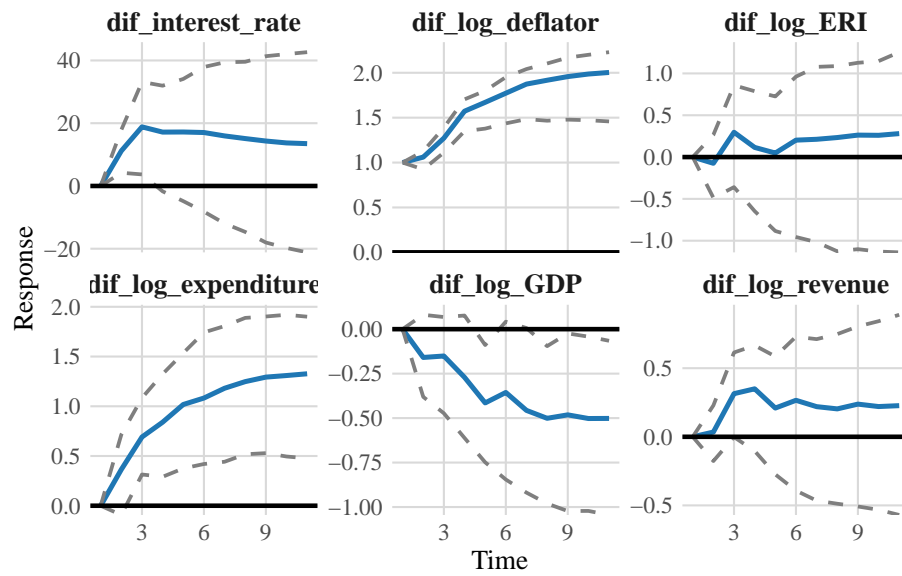 dif_interest_rate
dif_log_deflator
dif_log_ERI
40
20
0
−20
2.0
1.5
1.0
0.5
0.0
1.0
0.5
0.0
−0.5
−1.0
Response
dif_log_expenditure
dif_log_GDP
dif_log_revenue
2.0
1.5
1.0
0.5
0.0
0.00
−0.25
−0.50
−0.75
−1.00
0.5
0.0
−0.5
3 6 9
3 6 9
3 6 9
Time